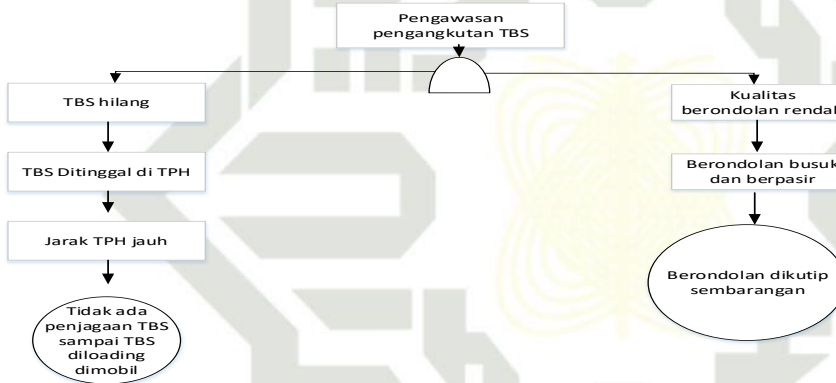 Pengawasan
pengangkutan TBS
TBS hilang
TBS Ditinggal di TPH
Jarak TPH jauh
Tidak ada
penjagaan TBS
sampai TBS
diloading
dimobil
Kualitas
berondolan rendah
Berondolan busuk
dan berpasir
Berondolan dikutip
sembarangan